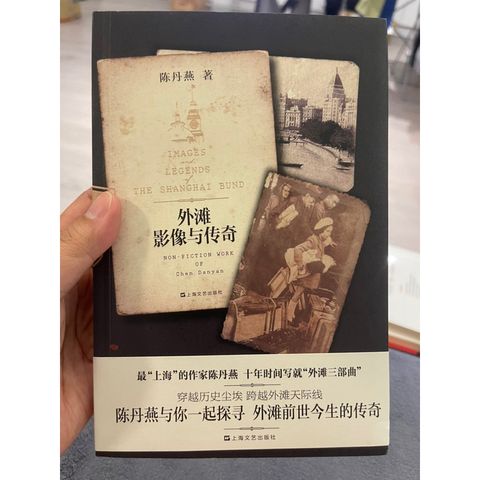 陈丹燕 著
IMAGES
and
LEGENDS
of
THE SHANGHAI BUND
外滩
影像与传奇
NON-FICTION WORK
OF
Chen Danyan
上海文艺出版社
最“上海”的作家陈丹燕 十年时间写就“外滩三部曲”
穿越历史尘埃 跨越外滩天际线
陈丹燕与你一起探寻 外滩前世今生的传奇
上海文艺出版社